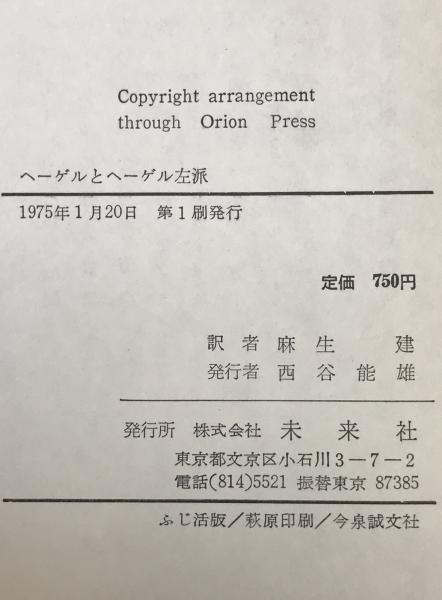 Copyright arrangement
through Orion Press
ヘーゲルとヘーゲル左派
1975年1月20日 第1刷発行
定価 750円
訳者 麻生建
発行者 西谷能雄
発行所 株式会社 未来社
東京都文京区小石川3－7－2
電話(814)5521 振替東京 87385
ふじ活版/萩原印刷/今泉誠文社